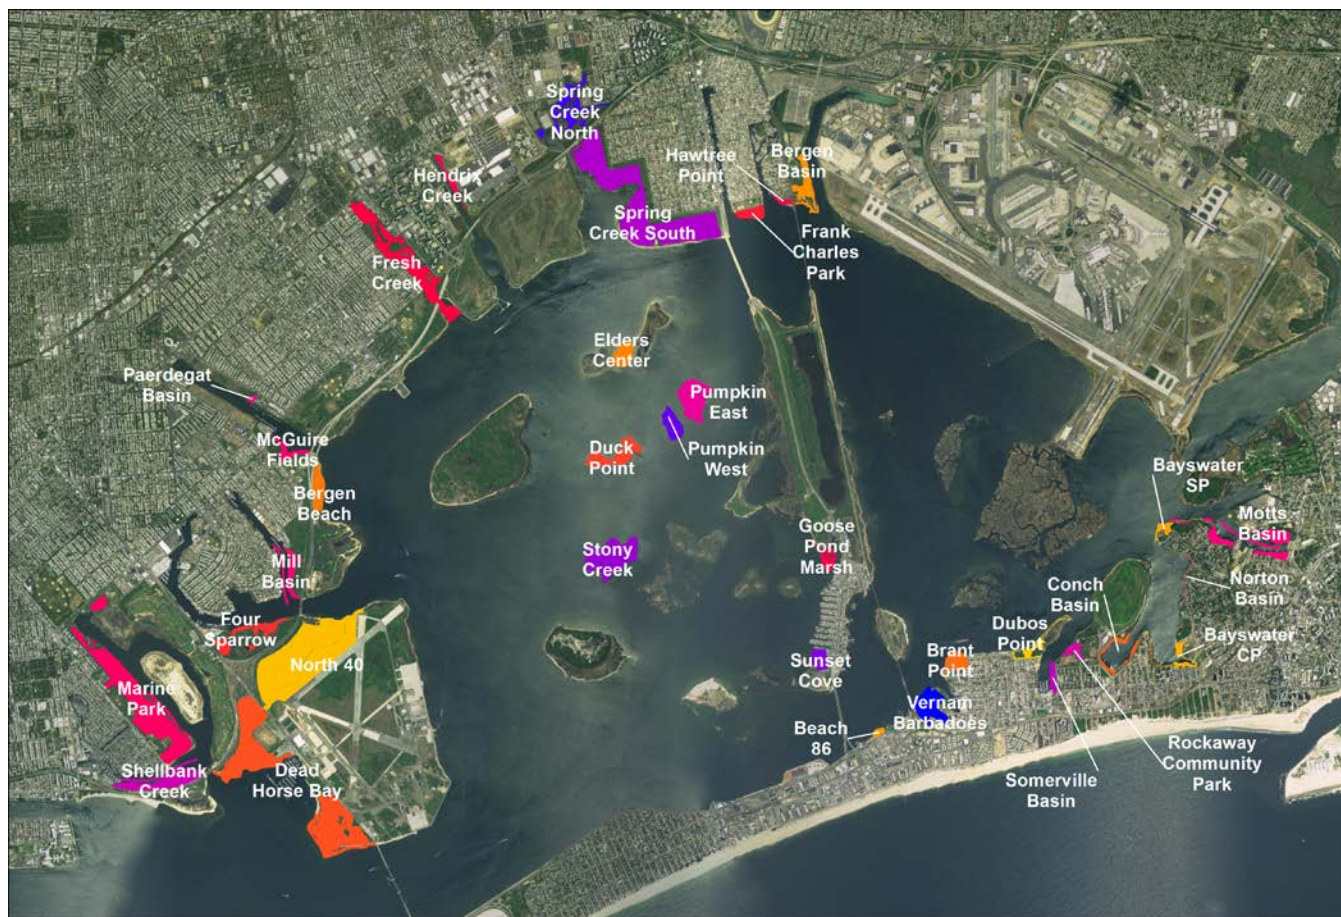 Spring
Creek
North
Hawtree
Point
Bergen
Basin
Hendrix
Creek
Spring
Creek South
Frank
Charles
Park
Fresh
Creek
Elders
Center
Paerdegat
Basin
Pumpkin
East
McGuire
Fields
Duck
Point
Pumpkin
West
Bergen
Beach
Bayswater
SP
Motts
Basin
Goose
Pond
Marsh
Stony
Creek
Mill
Basin
Conch
Basin
Norton
Basin
Four
Sparrow
Dubos
Point
Bayswater
CP
North 40
Brant
Point
Sunset
Cove
Marine
Park
Vernam
Barbadoes
Beach
86
Rockaway
Community
Park
Shellbank
Creek
Dead
Horse Bay
Somerville
Basin